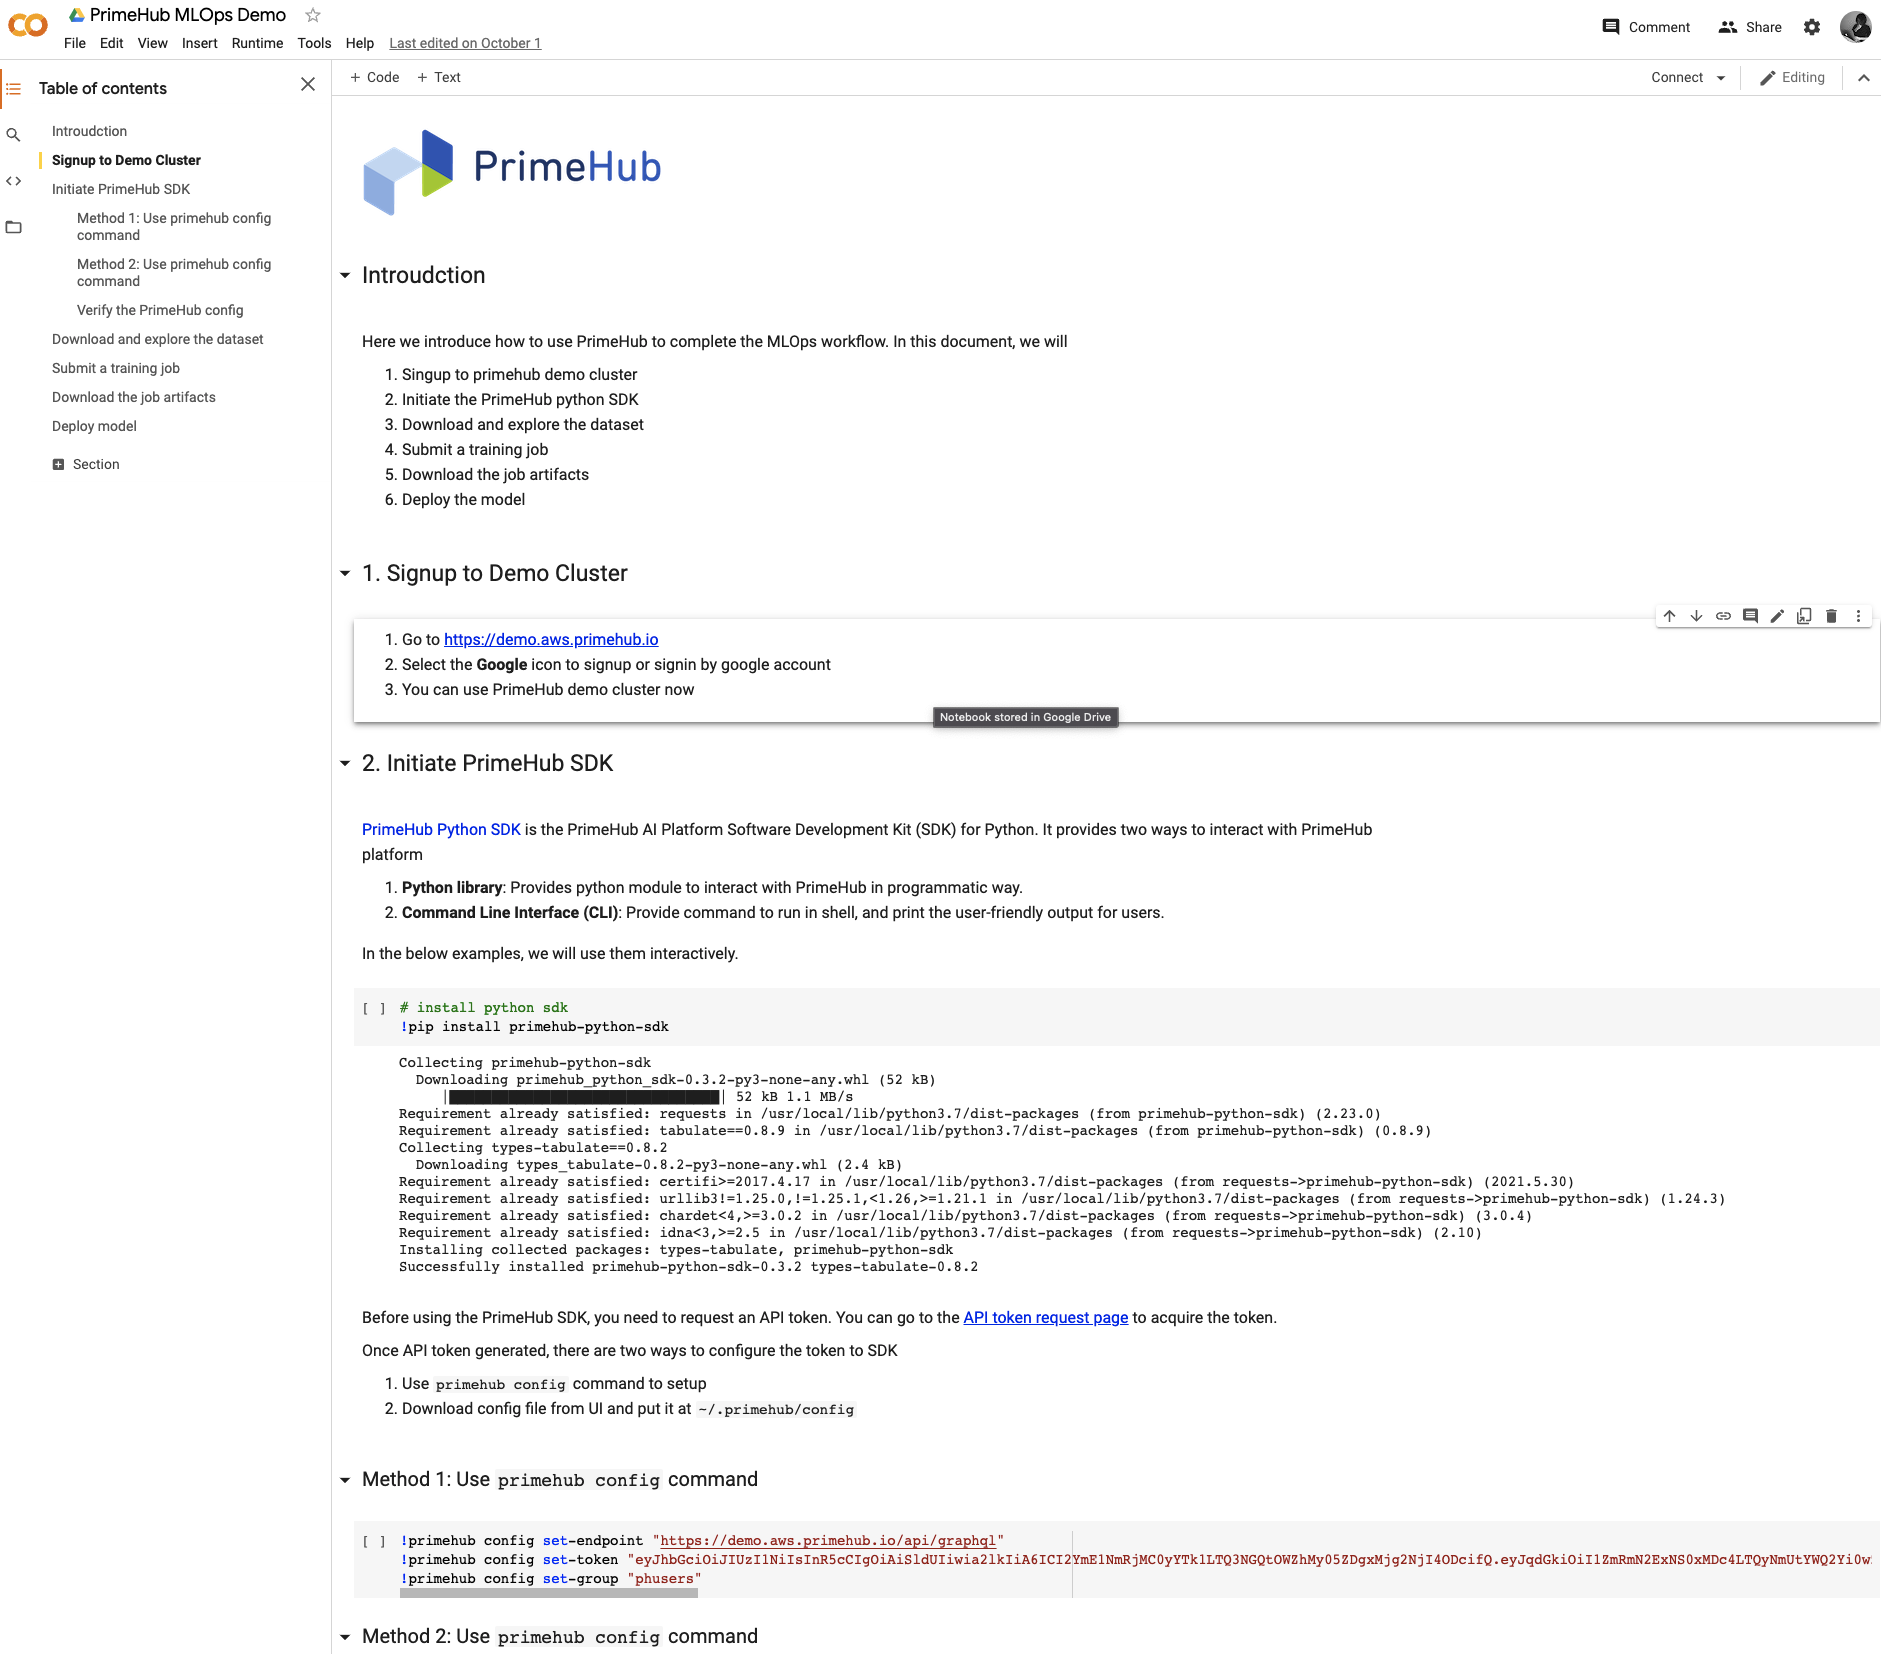 PrimeHub MLOps Demo
File Edit View Insert Runtime Tools Help Last edited on October 1
Comment Share
Table of contents
Introudction
Signup to Demo Cluster
Initiate PrimeHub SDK
Method 1: Use primehub config
command
Method 2: Use primehub config
command
Verify the PrimeHub config
Download and explore the dataset
Submit a training job
Download the job artifacts
Deploy model
Section
+ Code + Text
Connect Editing
PrimeHub
Introudction
Here we introduce how to use PrimeHub to complete the MLOps workflow. In this document, we will
1. Singup to primehub demo cluster
2. Initiate the PrimeHub python SDK
3. Download and explore the dataset
4. Submit a training job
5. Download the job artifacts
6. Deploy the model
1. Signup to Demo Cluster
1. Go to https://demo.aws.primehub.io
2. Select the Google icon to signup or signin by google account
3. You can use PrimeHub demo cluster now
Notebook stored in Google Drive
2. Initiate PrimeHub SDK
PrimeHub Python SDK is the PrimeHub AI Platform Software Development Kit (SDK) for Python. It provides two ways to interact with PrimeHub
platform
1. Python library: Provides python module to interact with PrimeHub in programmatic way.
2. Command Line Interface (CLI): Provide command to run in shell, and print the user-friendly output for users.
In the below examples, we will use them interactively.
[ ] # install python sdk
!pip install primehub-python-sdk
Collecting primehub-python-sdk
Downloading primehub_python_sdk-0.3.2-py3-none-any.whl (52 kB)
| | 52 kB 1.1 MB/s
Requirement already satisfied: requests in /usr/local/lib/python3.7/dist-packages (from primehub-python-sdk) (2.23.0)
Requirement already satisfied: tabulate==0.8.9 in /usr/local/lib/python3.7/dist-packages (from primehub-python-sdk) (0.8.9)
Collecting types-tabulate==0.8.2
Downloading types_tabulate-0.8.2-py3-none-any.whl (2.4 kB)
Requirement already satisfied: certifi>=2017.4.17 in /usr/local/lib/python3.7/dist-packages (from requests->primehub-python-sdk) (2021.5.30)
Requirement already satisfied: urllib3!=1.25.0,!=1.25.1,<1.26,>=1.21.1 in /usr/local/lib/python3.7/dist-packages (from requests->primehub-python-sdk) (1.24.3)
Requirement already satisfied: chardet<4,>=3.0.2 in /usr/local/lib/python3.7/dist-packages (from requests->primehub-python-sdk) (3.0.4)
Requirement already satisfied: idna<3,>=2.5 in /usr/local/lib/python3.7/dist-packages (from requests->primehub-python-sdk) (2.10)
Installing collected packages: types-tabulate, primehub-python-sdk
Successfully installed primehub-python-sdk-0.3.2 types-tabulate-0.8.2
Before using the PrimeHub SDK, you need to request an API token. You can go to the API token request page to acquire the token.
Once API token generated, there are two ways to configure the token to SDK
1. Use primehub config command to setup
2. Download config file from UI and put it at ~/.primehub/config
Method 1: Use primehub config command
[ ] !primehub config set-endpoint "https://demo.aws.primehub.io/api/graphql"
!primehub config set-token
!primehub config set-group "phusers"
Method 2: Use primehub config command